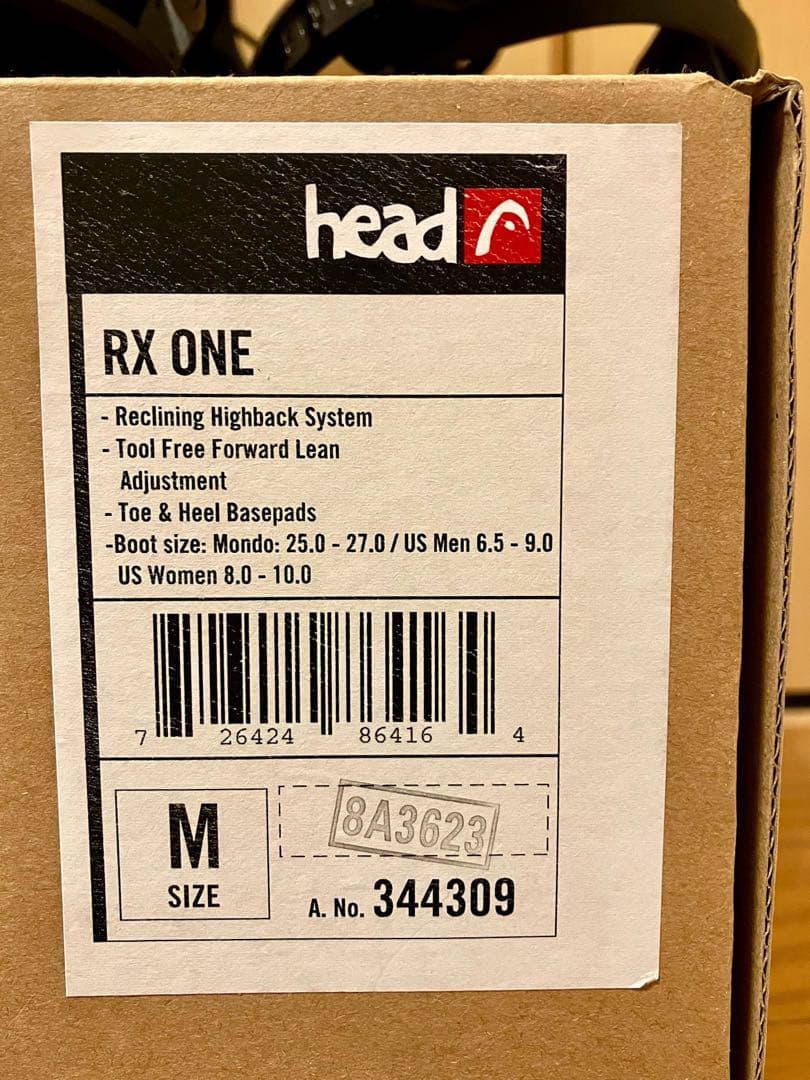 head
RX ONE
- Reclining Highback System
- Tool Free Forward Lean
Adjustment
- Toe & Heel Basepads
-Boot size: Mondo: 25.0 - 27.0 / US Men 6.5 - 9.0
US Women 8.0 - 10.0
7 26424 86416 4
M
SIZE
8A3623
A. No. 344309